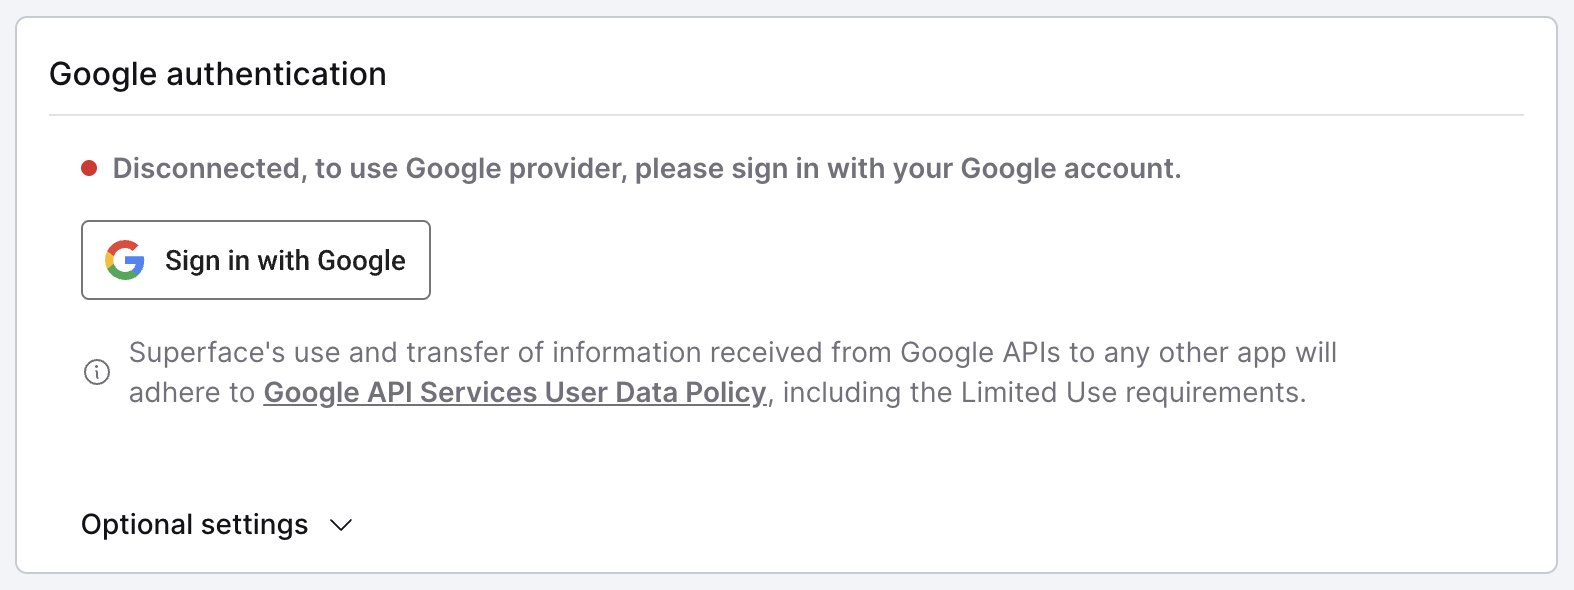 Google authentication
Disconnected, to use Google provider, please sign in with your Google account.
Sign in with Google
Superface's use and transfer of information received from Google APIs to any other app will
adhere to Google API Services User Data Policy, including the Limited Use requirements.
Optional settings